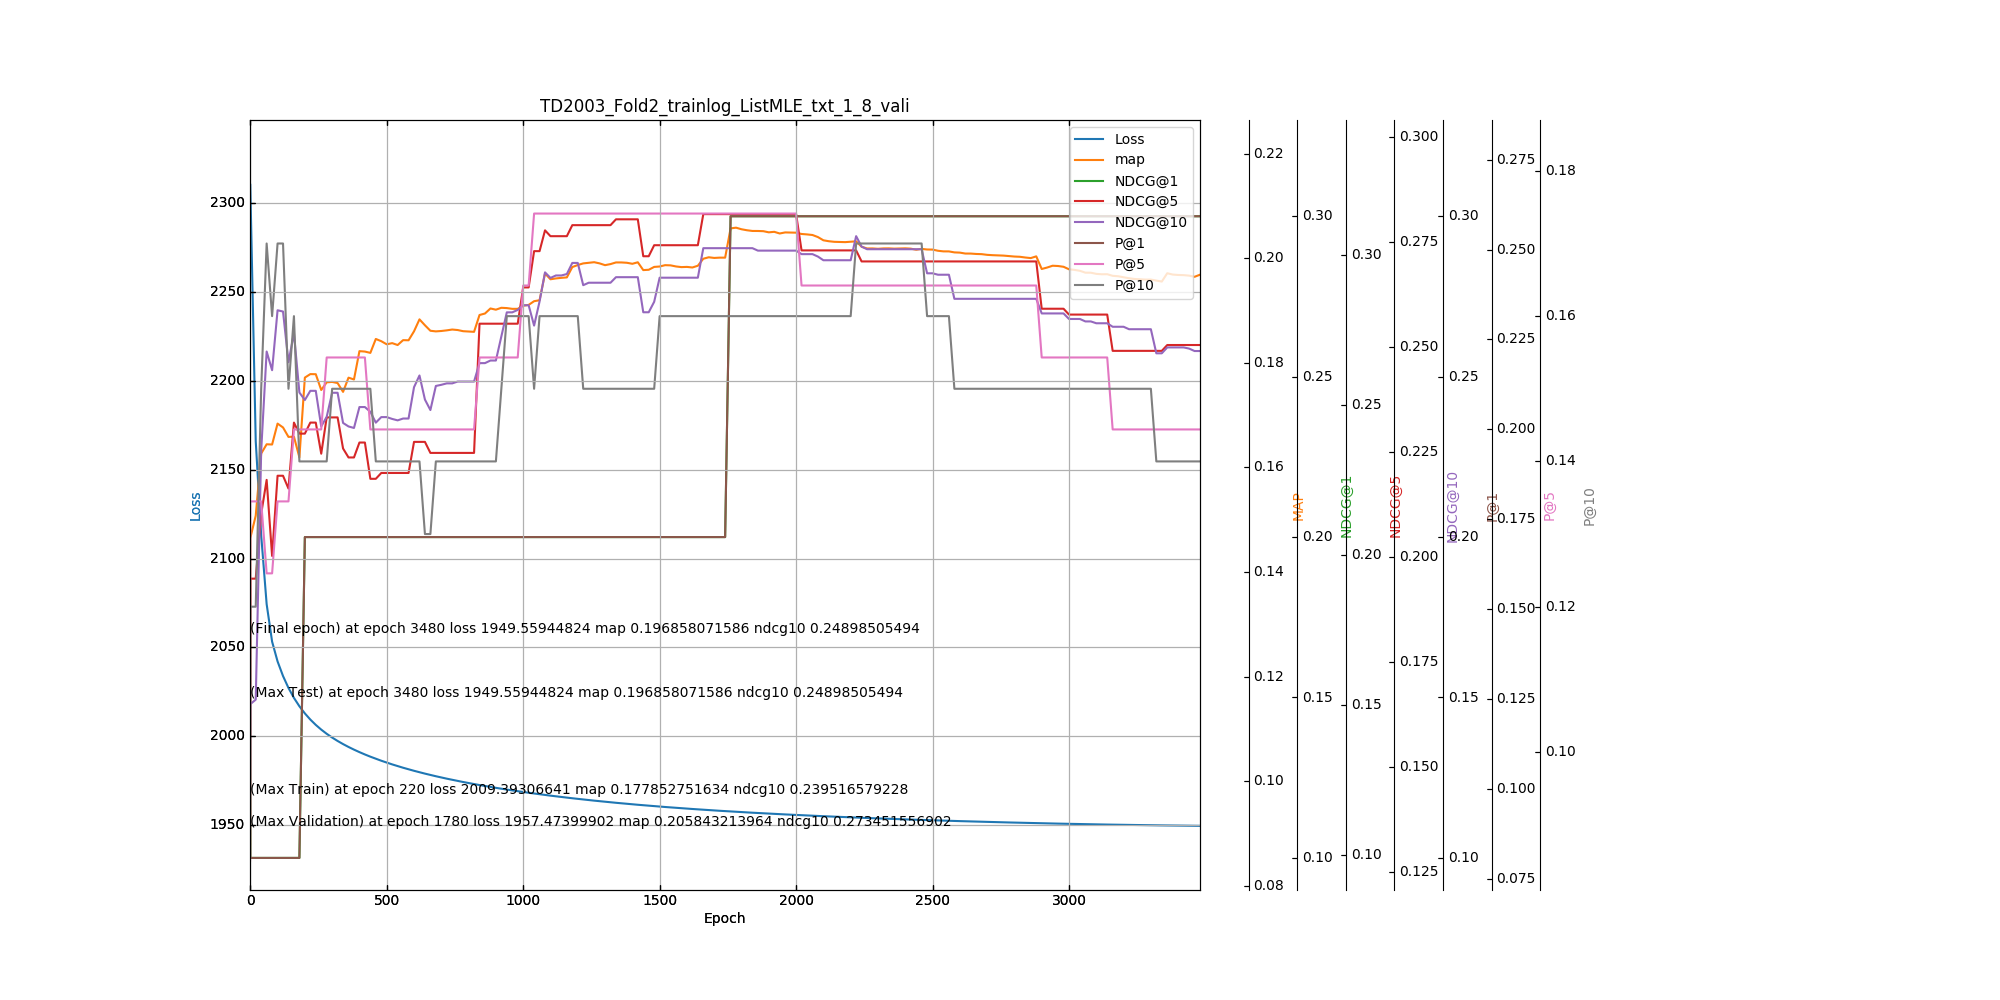 TD2003_Fold2_trainlog_ListMLE_txt_1_8_vali
Loss
map
NDCG@1
NDCG@5
NDCG@10
P@1
P@5
P@10
2300
2250
2200
2150
2100
2050
2000
1950
Loss
(Final epoch) at epoch 3480 loss 1949.55944824 map 0.196858071586 ndcg10 0.24898505494
(Max Test) at epoch 3480 loss 1949.55944824 map 0.196858071586 ndcg10 0.24898505494
(Max Train) at epoch 220 loss 2009.39306641 map 0.177852751634 ndcg10 0.239516579228
(Max Validation) at epoch 1780 loss 1957.47399902 map 0.205843213964 ndcg10 0.273451556902
0 500 1000 1500 2000 2500 3000
Epoch
0.22
0.20
0.18
0.16
0.14
0.12
0.10
0.08
MAP
0.30
0.25
0.20
0.15
0.10
NDCG@1
0.30
0.25
0.20
0.15
0.10
NDCG@5
0.300
0.275
0.250
0.225
0.200
0.175
0.150
0.125
NDCG@10
0.30
0.25
0.20
0.15
0.10
P@1
0.275
0.250
0.225
0.200
0.175
0.150
0.125
0.100
0.075
P@5
0.18
0.16
0.14
0.12
0.10
P@10